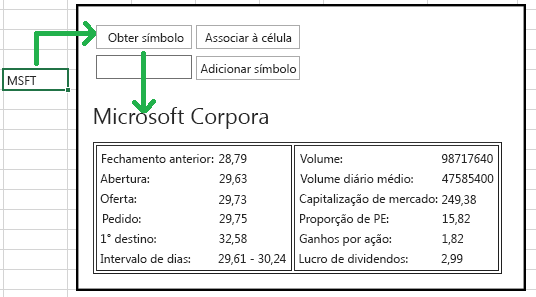 Obter símbolo Associar à célula
MSFT
Adicionar símbolo
Microsoft Corpora
Fechamento anterior: 28,79 Volume: 98717640
Abertura: 29,63 Volume diário médio: 47585400
Oferta: 29,73 Capitalização de mercado: 249,38
Pedido: 29,75 Proporção de PE: 15,82
1° destino: 32,58 Ganhos por ação: 1,82
Intervalo de dias: 29,61 - 30,24 Lucro de dividendos: 2,99